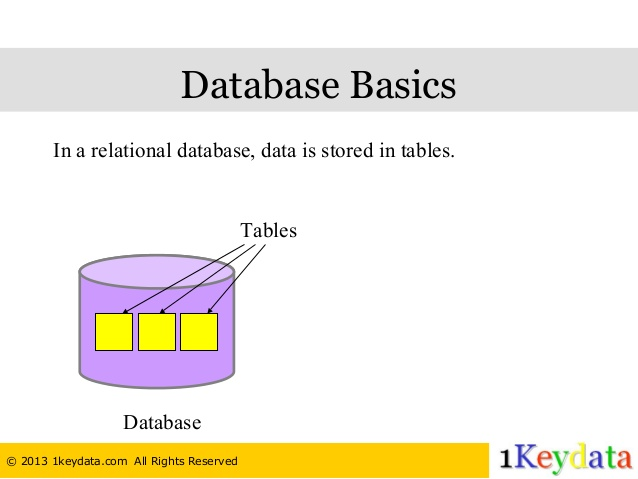 Database Basics
In a relational database, data is stored in tables.
Tables
Database
© 2013 1keydata.com All Rights Reserved
1Keydata